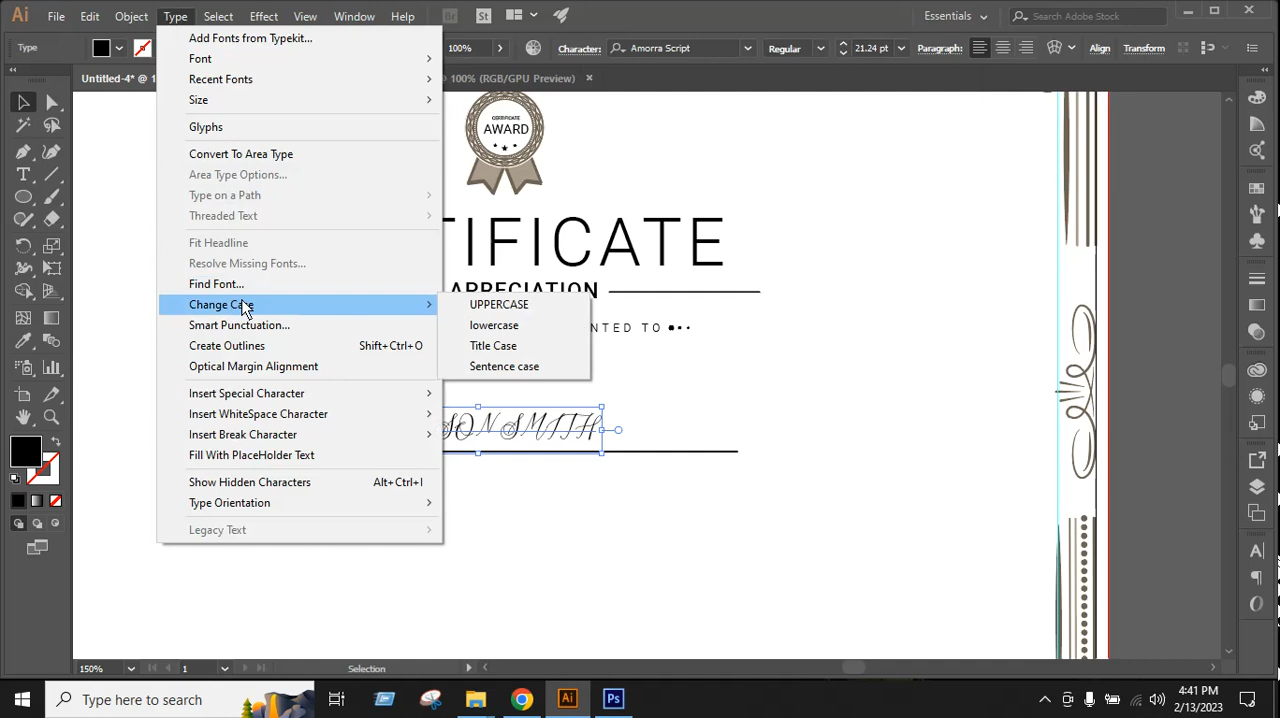 Ai File Edit Object Type Select Effect View Window Help Br St Essentials Search Adobe Stock
Type 100% Character: Amorra Script Regular 21.24 pt Paragraph: Align Transform
Untitled-4* @ 1 100% (RGB/GPU Preview)
Add Fonts from Typekit...
Font
Recent Fonts
Size
Glyphs
Convert To Area Type
Area Type Options...
Type on a Path
Threaded Text
Fit Headline
Resolve Missing Fonts...
Find Font...
Change Case
Smart Punctuation...
Create Outlines Shift+Ctrl+O
Optical Margin Alignment
Insert Special Character
Insert WhiteSpace Character
Insert Break Character
Fill With PlaceHolder Text
Show Hidden Characters Alt+Ctrl+I
Type Orientation
Legacy Text
UPPERCASE
lowercase
Title Case
Sentence case
CERTIFICATE
AWARD
TIFICATE
APPRECIATION
NTED TO
SON SMITH
150% 1 Selection
Type here to search Ai Ps 4:41 PM
2/13/2023